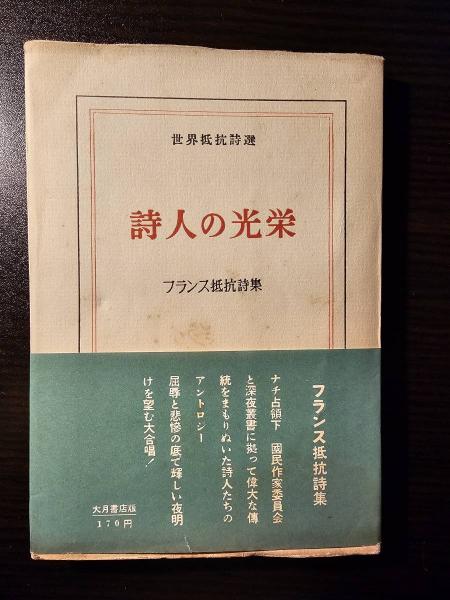 世界抵抗詩選
詩人の光栄
フランス抵抗詩集
フランス抵抗詩集
ナチ占領下　國民作家委員会
と深夜叢書に拠って偉大な傳
統をまもりぬいた詩人たちの
アントロジー
屈辱と悲惨の底で輝しい夜明
けを望む大合唱！
大月書店版
170円